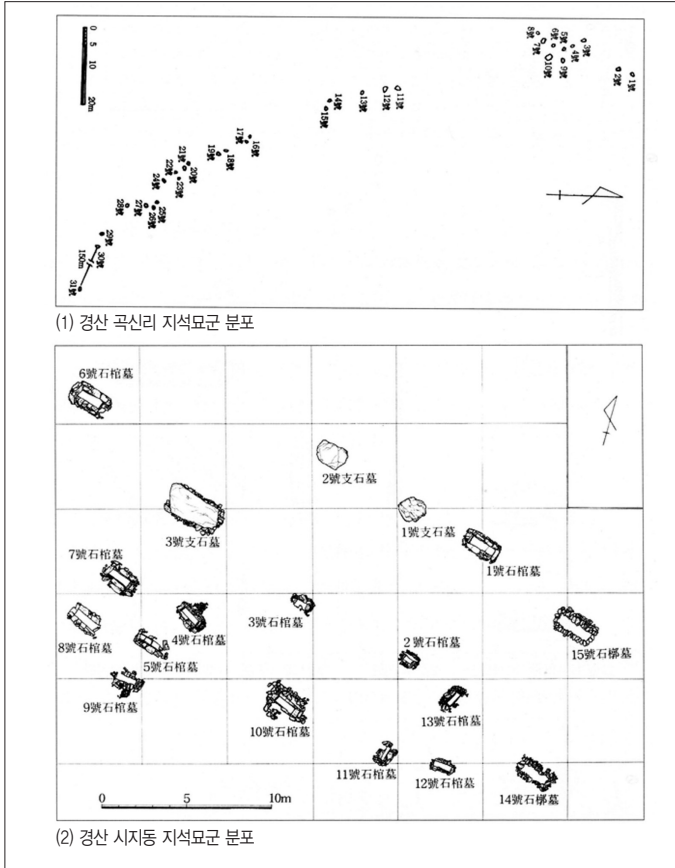 0 5 10 20m
1號
2號
3號
4號
5號
6號
7號
8號
9號
10號
11號
12號
13號
14號
15號
16號
17號
18號
19號
20號
21號
22號
23號
24號
25號
26號
27號
28號
29號
30號
150m
31號
(1) 경산 곡신리 지석묘군 분포
6號石棺墓
2號支石墓
3號支石墓
1號支石墓
1號石棺墓
7號石棺墓
8號石棺墓
4號石棺墓
5號石棺墓
3號石棺墓
2號石棺墓
15號石槨墓
9號石棺墓
10號石棺墓
13號石棺墓
11號石棺墓
12號石棺墓
14號石槨墓
0 5 10m
(2) 경산 시지동 지석묘군 분포